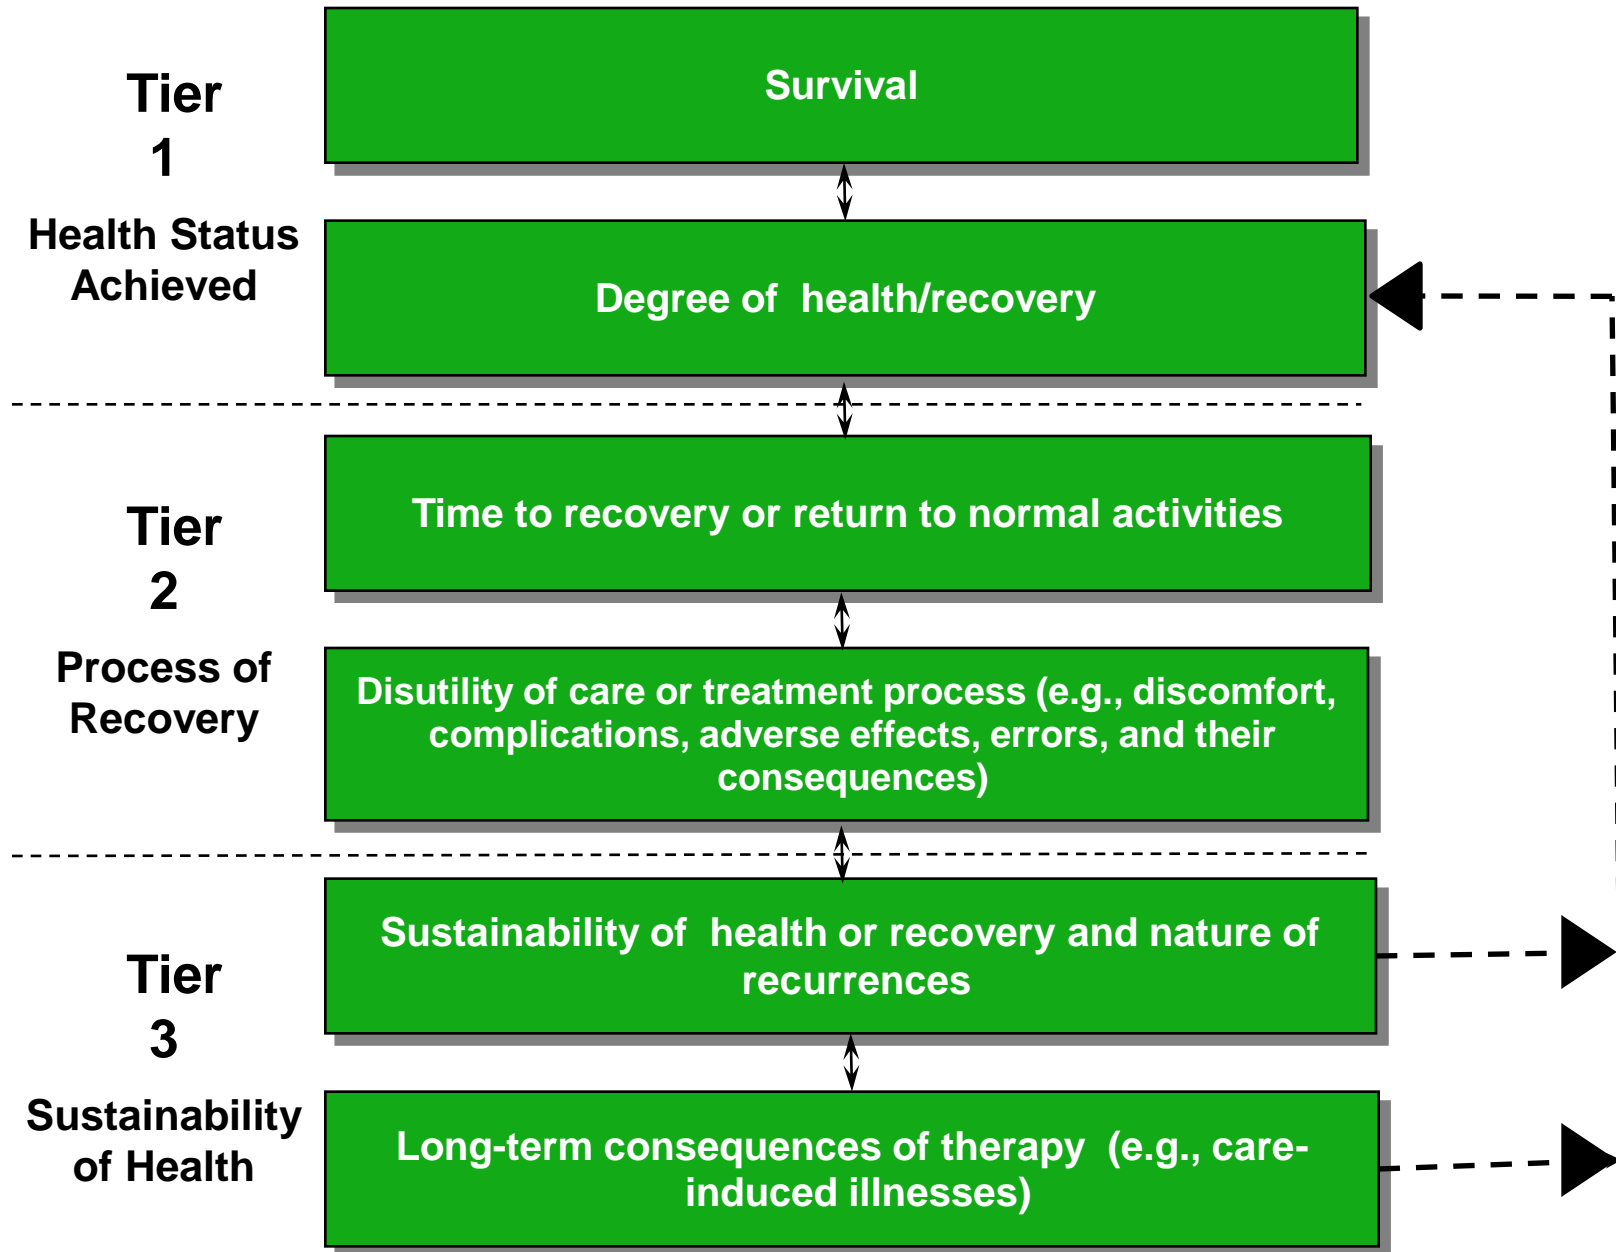 Tier
1
Health Status
Achieved
Survival
Degree of  health/recovery
Tier
2
Process of
Recovery
Time to recovery or return to normal activities
Disutility of care or treatment process (e.g., discomfort,
complications, adverse effects, errors, and their
consequences)
Tier
3
Sustainability
of Health
Sustainability of  health or recovery and nature of
recurrences
Long-term consequences of therapy  (e.g., care-
induced illnesses)